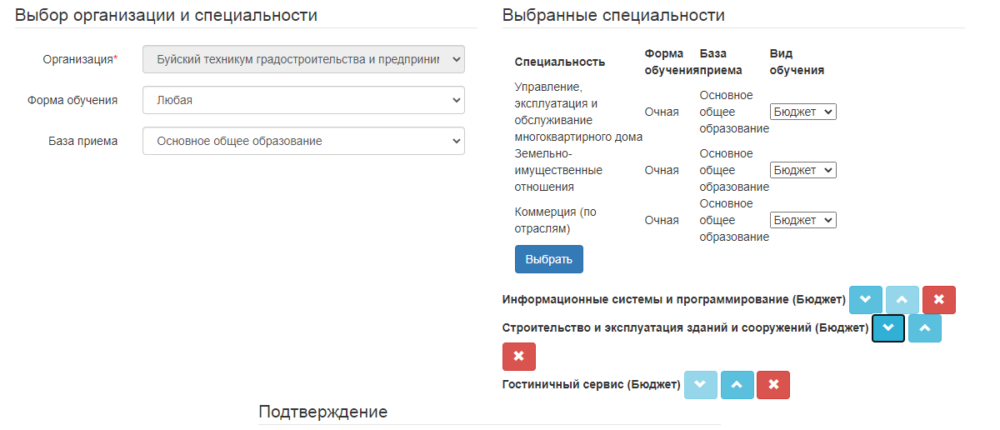 Выбор организации и специальности
Организация*
Буйский техникум градостроительства и предприним
Форма обучения
Любая
База приема
Основное общее образование
Выбранные специальности
Специальность
Форма
обучения
База
приема
Вид
обучения
Управление,
эксплуатация и
обслуживание
многоквартирного дома
Очная
Основное
общее
образование
Бюджет
Земельно-
имущественные
отношения
Очная
Основное
общее
образование
Бюджет
Коммерция (по
отраслям)
Очная
Основное
общее
образование
Бюджет
Выбрать
Информационные системы и программирование (Бюджет)
Строительство и эксплуатация зданий и сооружений (Бюджет)
Гостиничный сервис (Бюджет)
Подтверждение